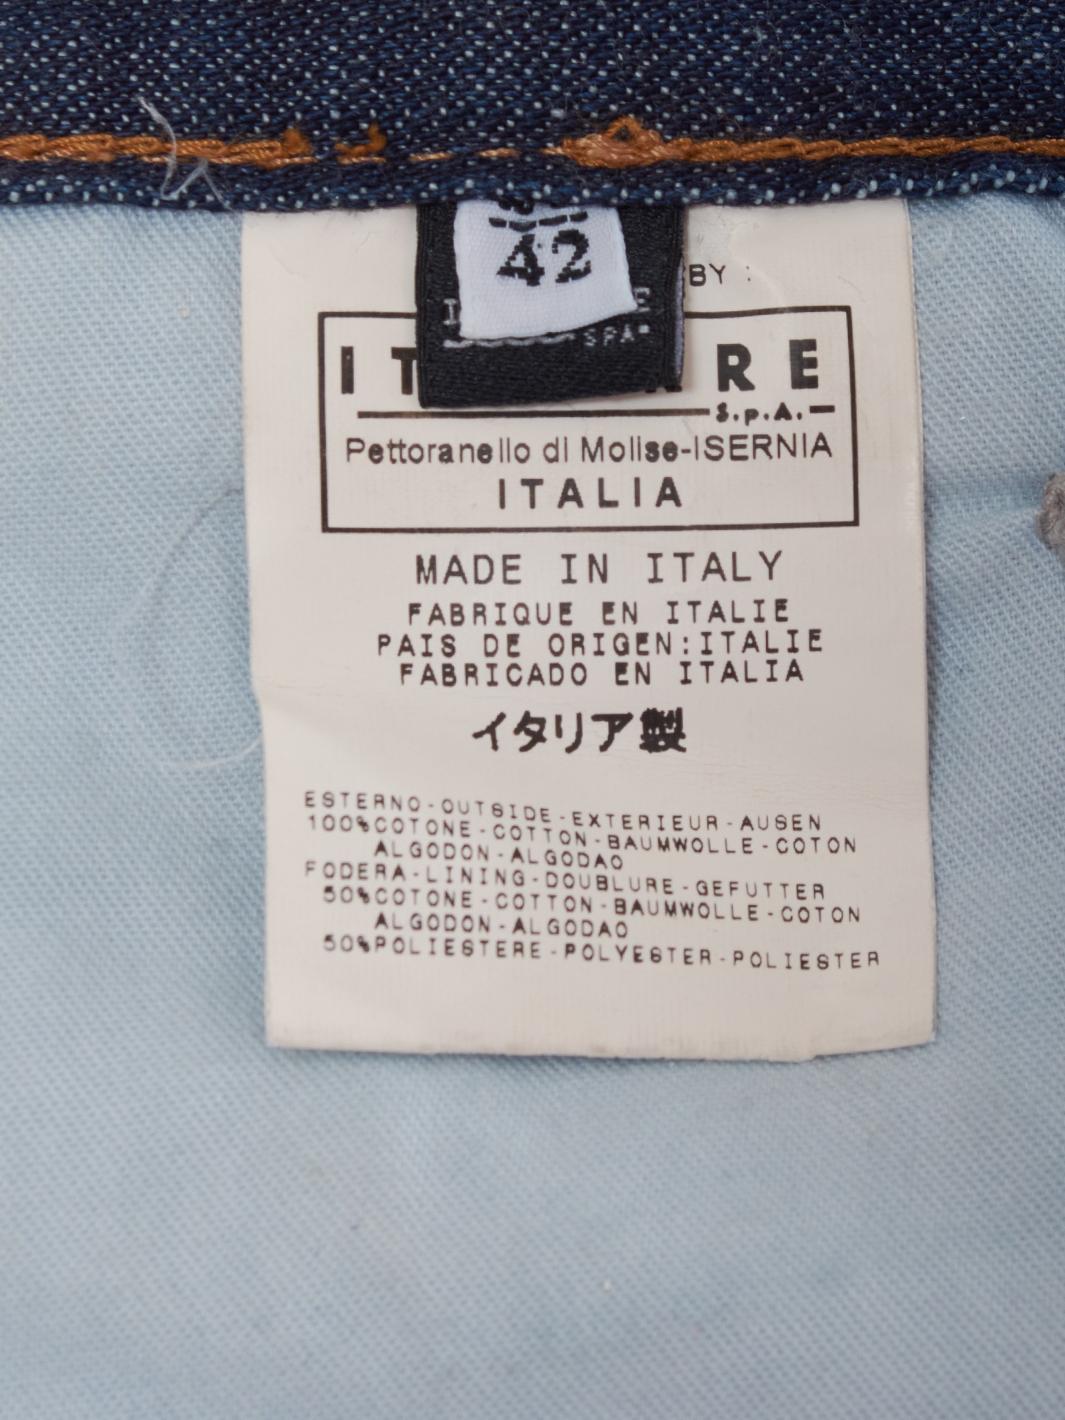 42
SPA
BY :
RE
S.p.A.
Pettoranello di Molise-ISERNIA
ITALIA
MADE IN ITALY
FABRIQUE EN ITALIE
PAIS DE ORIGEN:ITALIE
FABRICADO EN ITALIA
イタリア製
ESTERNO-OUTSIDE-EXTERIEUR-AUSEN
100%COTONE-COTTON-BAUMWOLLE-COTON
ALGODON-ALGODAO
FODERA-LINING-DOUBLURE-GEFUTTER
50%COTONE-COTTON-BAUMWOLLE-COTON
ALGODON-ALGODAO
50%POLIESTERE-POLYESTER-POLIESTER